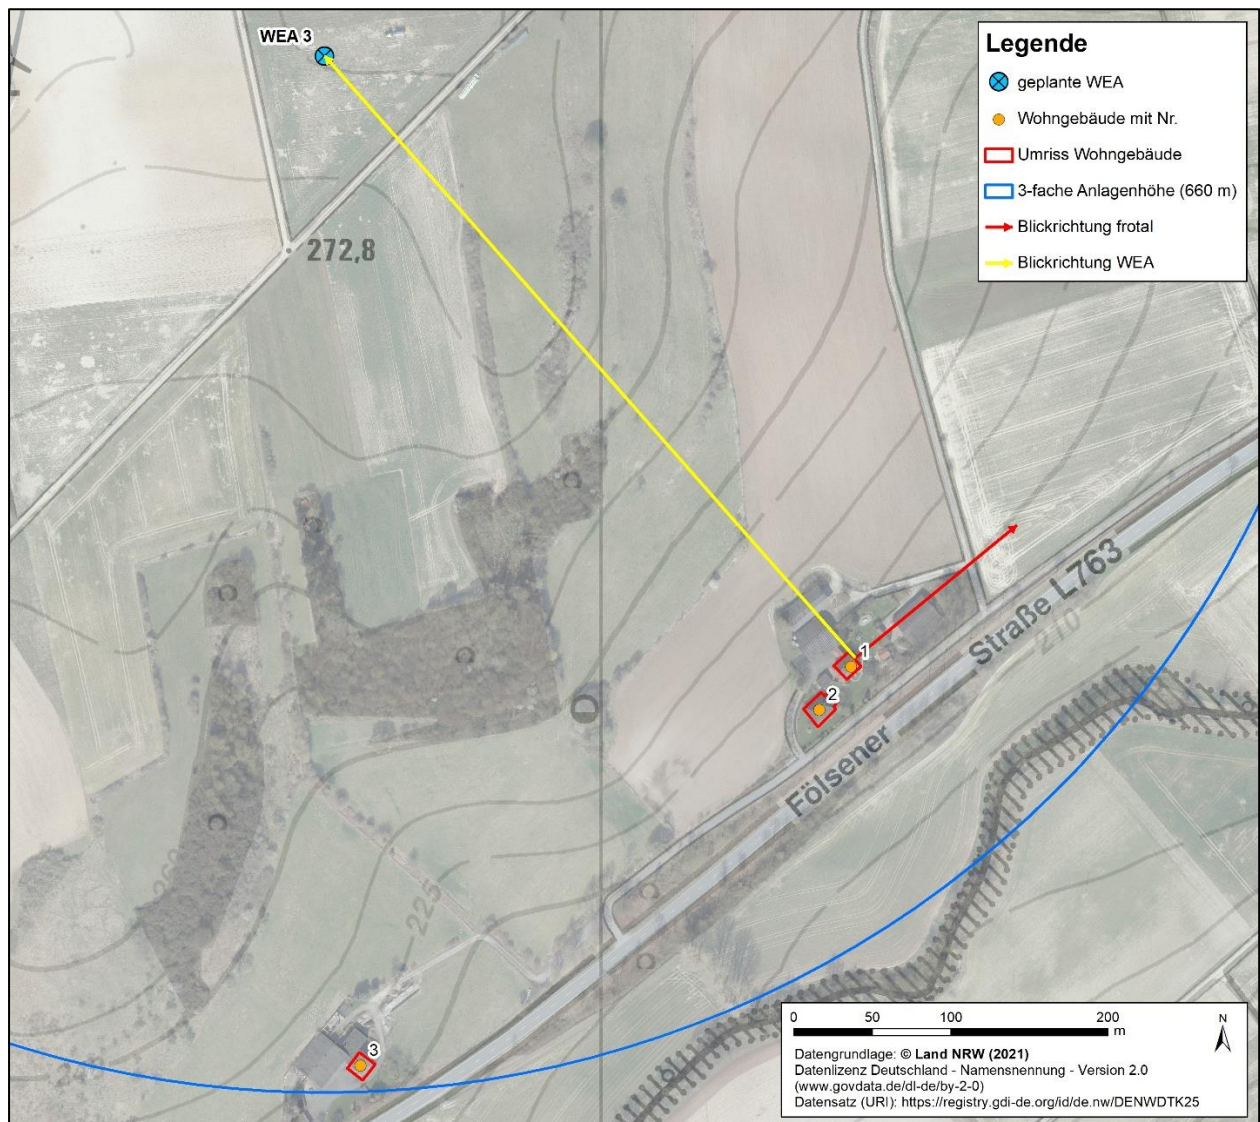 WEA 3
272,8
Legende
geplante WEA
Wohngebäude mit Nr.
Umriss Wohngebäude
3-fache Anlagenhöhe (660 m)
Blickrichtung frotal
Blickrichtung WEA
Fölsener Straße L763
210
1
2
225
3
0 50 100 200
m
N
Datengrundlage: © Land NRW (2021)
Datenlizenz Deutschland - Namensnennung - Version 2.0
(www.govdata.de/dl-de/by-2-0)
Datensatz (URI): https://registry.gdi-de.org/id/de.nw/DENWDTK25